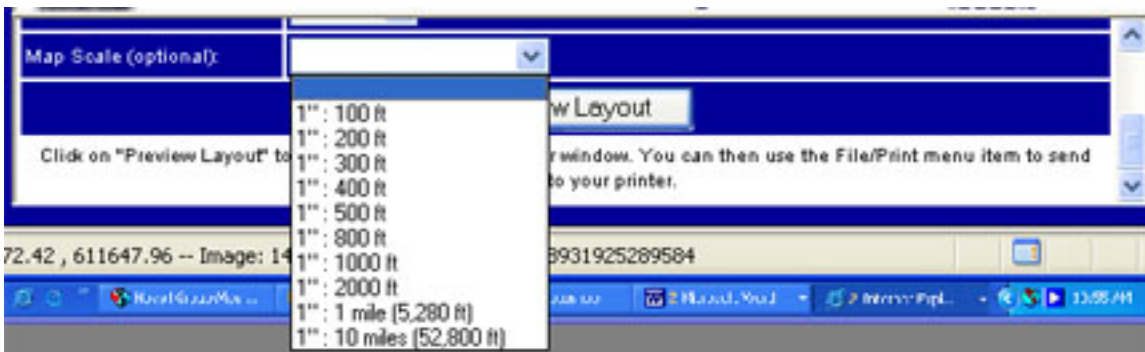 Map Scale (optional):
w Layout
1" : 100 ft
1" : 200 ft
1" : 300 ft
1" : 400 ft
1" : 500 ft
1" : 800 ft
1" : 1000 ft
1" : 2000 ft
1" : 1 mile (5,280 ft)
1" : 10 miles (52,800 ft)
Click on "Preview Layout" to r window. You can then use the File/Print menu item to send
to your printer.
72.42 , 611647.96 -- Image: 14 8931925289584